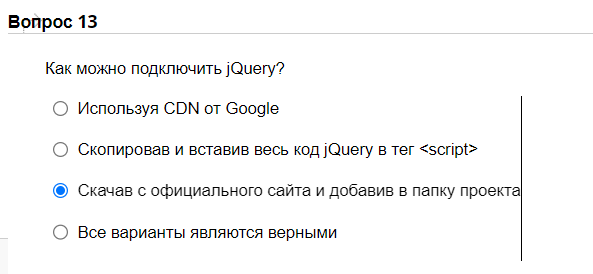 Вопрос 13
Как можно подключить jQuery?
Используя CDN от Google
Скопировав и вставив весь код jQuery в тег <script>
Скачав с официального сайта и добавив в папку проекта
Все варианты являются верными